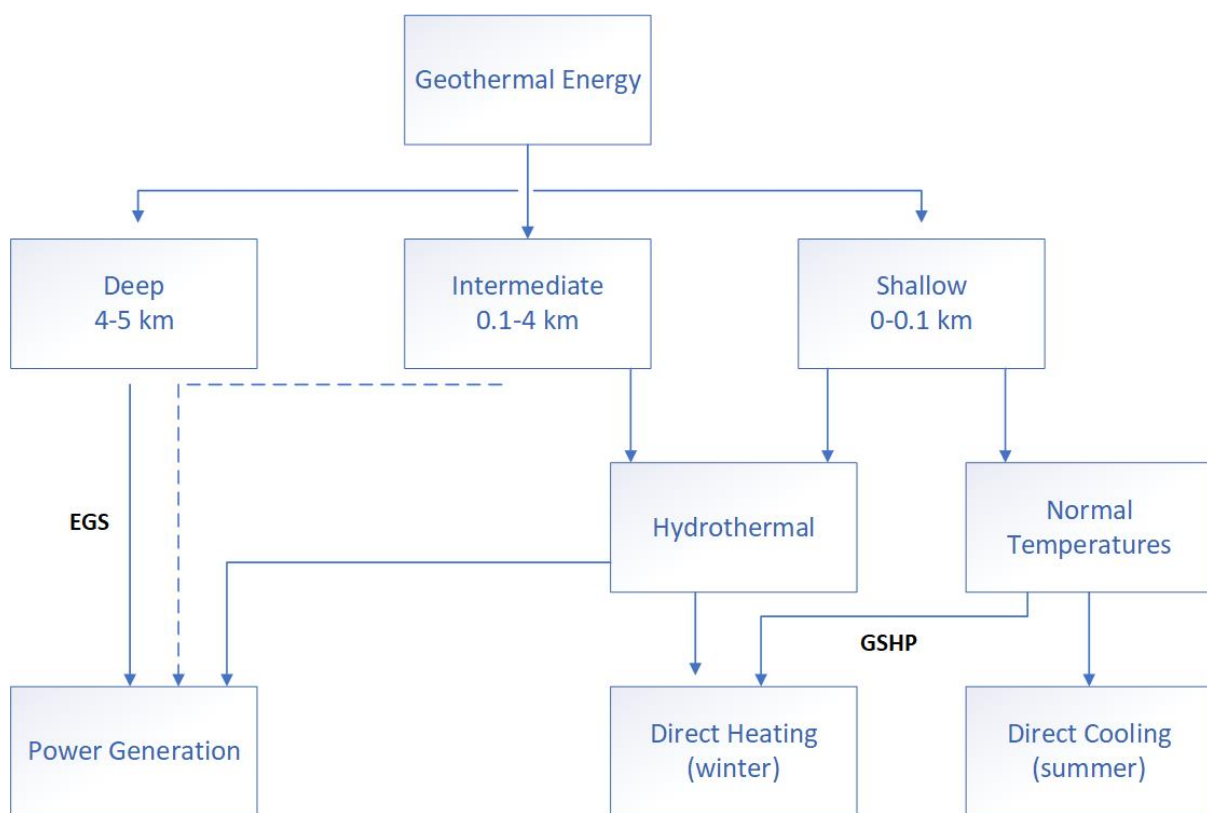 Geothermal Energy
Deep
4-5 km
Intermediate
0.1-4 km
Shallow
0-0.1 km
EGS
Hydrothermal
Normal
Temperatures
GSHP
Power Generation
Direct Heating
(winter)
Direct Cooling
(summer)